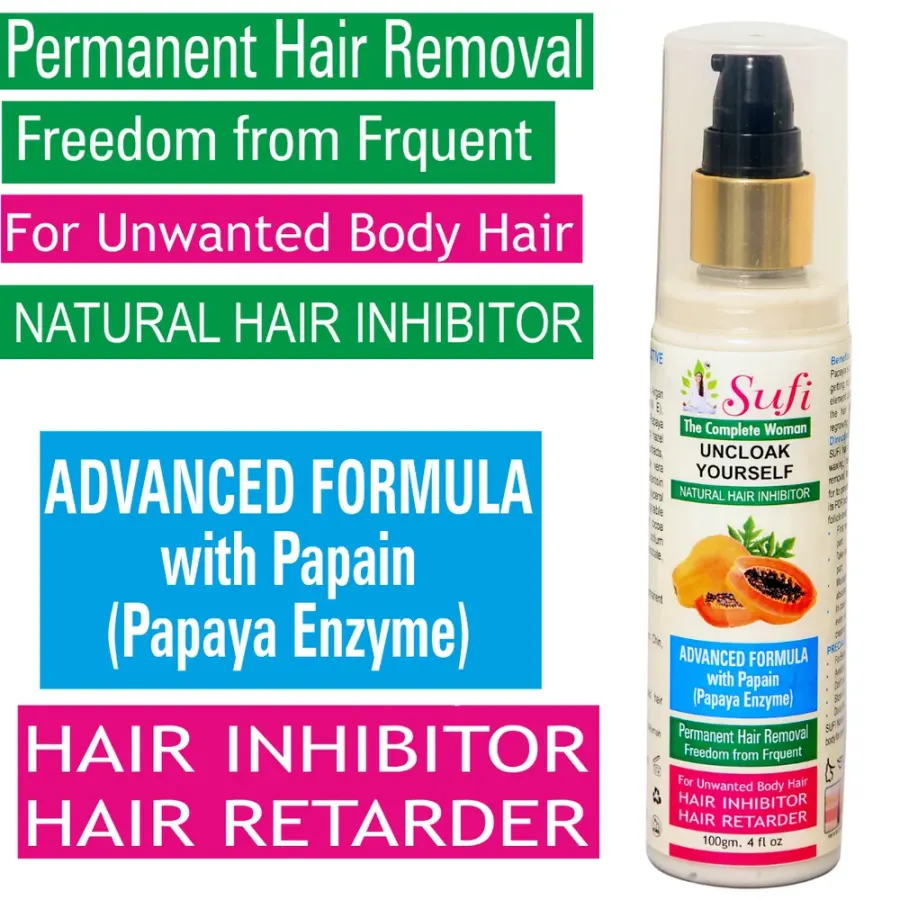 Permanent Hair Removal
Freedom from Frquent
For Unwanted Body Hair
NATURAL HAIR INHIBITOR
ADVANCED FORMULA
with Papain
(Papaya Enzyme)
HAIR INHIBITOR
HAIR RETARDER
Sufi
The Complete Woman
UNCLOAK
YOURSELF
NATURAL HAIR INHIBITOR
ADVANCED FORMULA
with Papain
(Papaya Enzyme)
Permanent Hair Removal
Freedom from Frquent
For Unwanted Body Hair
HAIR INHIBITOR
HAIR RETARDER
100gm. 4 fl oz